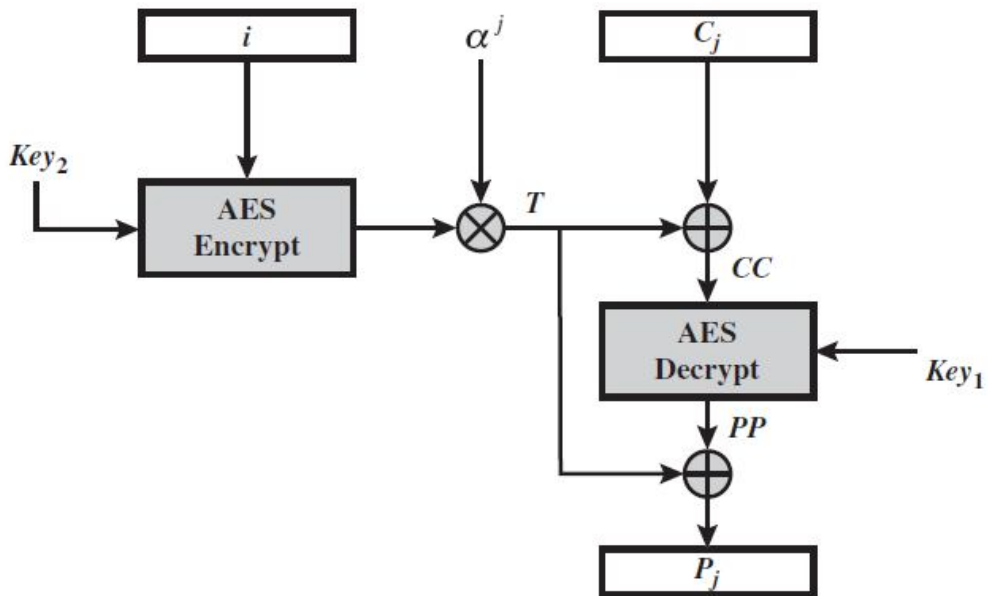 i
α^j
C_j
Key_2
AES
Encrypt
T
CC
AES
Decrypt
Key_1
PP
P_j